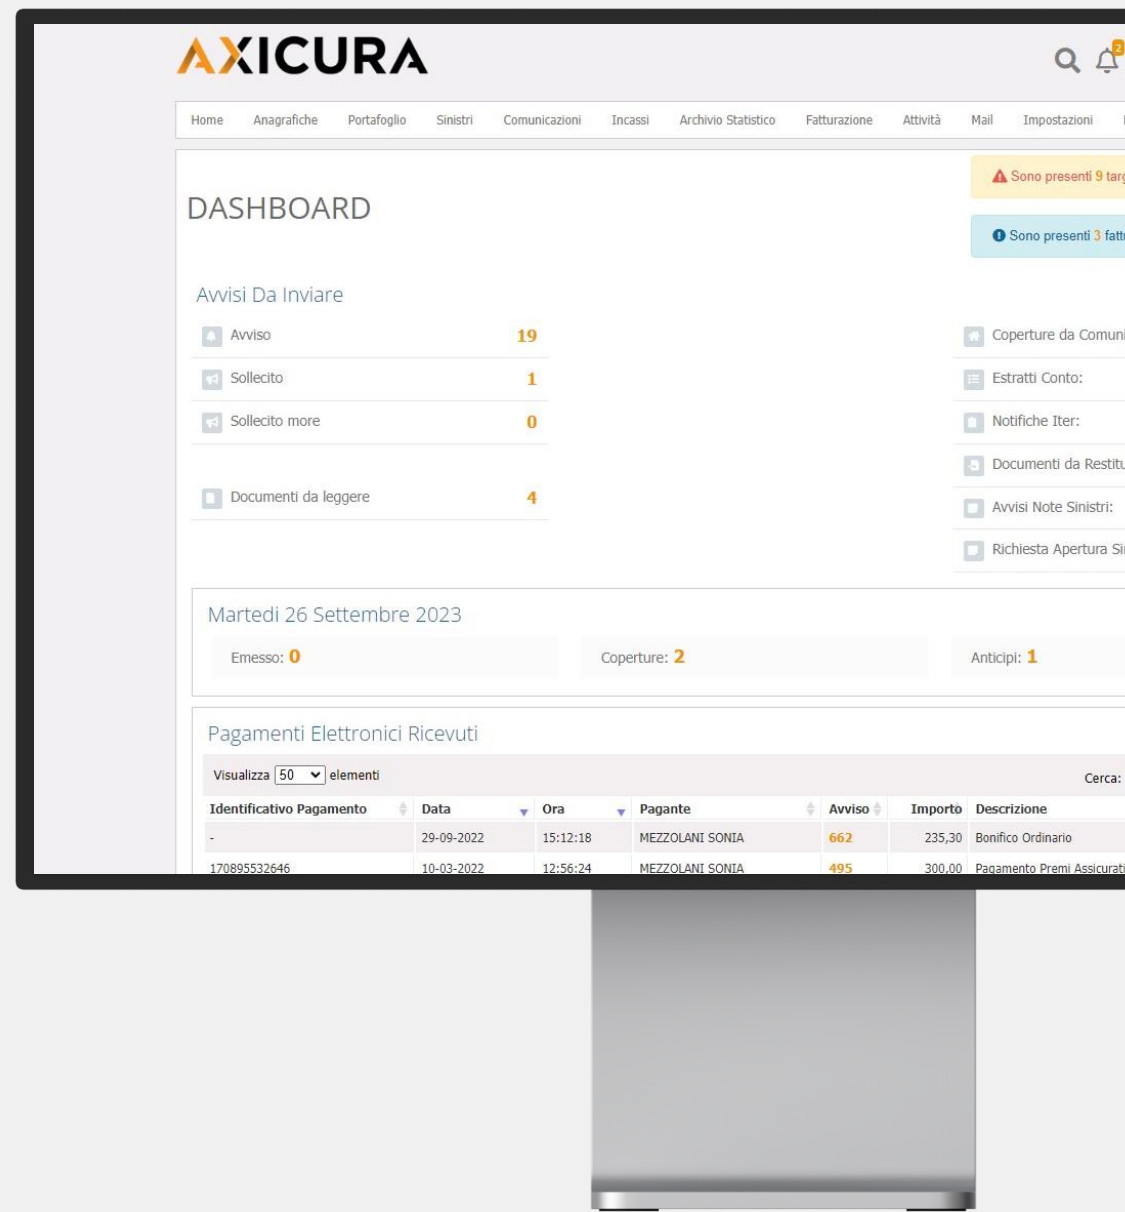 AXICURA
2
Home Anagrafiche Portafoglio Sinistri Comunicazioni Incassi Archivio Statistico Fatturazione Attività Mail Impostazioni
Sono presenti 9
DASHBOARD
Sono presenti 3
Avvisi Da Inviare
Avviso 19 Coperture da
Sollecito 1 Estratti Conto:
Sollecito more 0 Notifiche Iter:
Documenti da
Documenti da leggere 4
Avvisi Note Sinistri:
Richiesta Apertura
Martedi 26 Settembre 2023
Emesso: 0 Coperture: 2 Anticipi: 1
Pagamenti Elettronici Ricevuti
Visualizza 50 elementi Cerca:
Identificativo Pagamento Data Ora Pagante Avviso Importo Descrizione
- 29-09-2022 15:12:18 MEZZOLANI SONIA 662 235,30 Bonifico Ordinario
170895532646 10-03-2022 12:56:24 MEZZOLANI SONIA 495 300,00 Pagamento Premi